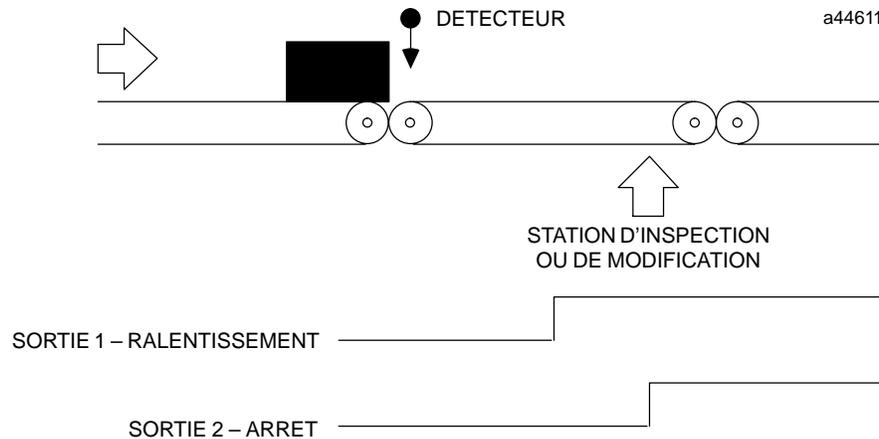 DETECTEUR
a44611
STATION D'INSPECTION
OU DE MODIFICATION
SORTIE 1 – RALENTISSEMENT
SORTIE 2 – ARRET